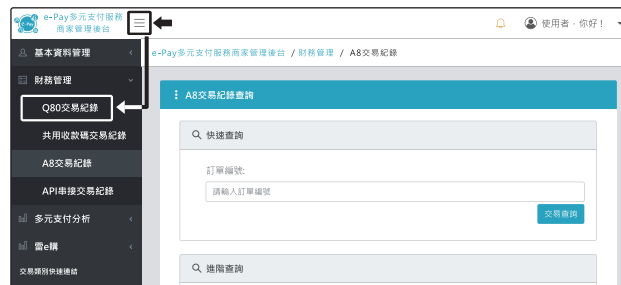 e-Pay
e-Pay多元支付服務
商家管理後台
使用者,你好!
基本資料管理
e-Pay多元支付服務商家管理後台 / 財務管理 / A8交易紀錄
財務管理
A8交易紀錄查詢
Q80交易紀錄
快速查詢
共用收款碼交易紀錄
A8交易紀錄
訂單編號:
API串接交易紀錄
請輸入訂單編號
交易查詢
多元支付分析
雷e購
進階查詢
交易類別快速連結